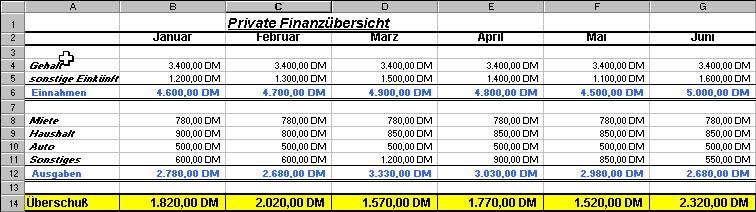 A B C D E F G
1 Private Finanzübersicht
2 Januar Februar März April Mai Juni
3
4 Gehalt 3.400,00 DM 3.400,00 DM 3.400,00 DM 3.400,00 DM 3.400,00 DM 3.400,00 DM
5 sonstige Einkünft 1.200,00 DM 1.300,00 DM 1.500,00 DM 1.400,00 DM 1.100,00 DM 1.600,00 DM
6 Einnahmen 4.600,00 DM 4.700,00 DM 4.900,00 DM 4.800,00 DM 4.500,00 DM 5.000,00 DM
7
8 Miete 780,00 DM 780,00 DM 780,00 DM 780,00 DM 780,00 DM 780,00 DM
9 Haushalt 900,00 DM 800,00 DM 850,00 DM 850,00 DM 850,00 DM 850,00 DM
10 Auto 500,00 DM 500,00 DM 500,00 DM 500,00 DM 500,00 DM 500,00 DM
11 Sonstiges 600,00 DM 600,00 DM 1.200,00 DM 900,00 DM 850,00 DM 550,00 DM
12 Ausgaben 2.780,00 DM 2.680,00 DM 3.330,00 DM 3.030,00 DM 2.980,00 DM 2.680,00 DM
13
14 Überschuß 1.820,00 DM 2.020,00 DM 1.570,00 DM 1.770,00 DM 1.520,00 DM 2.320,00 DM